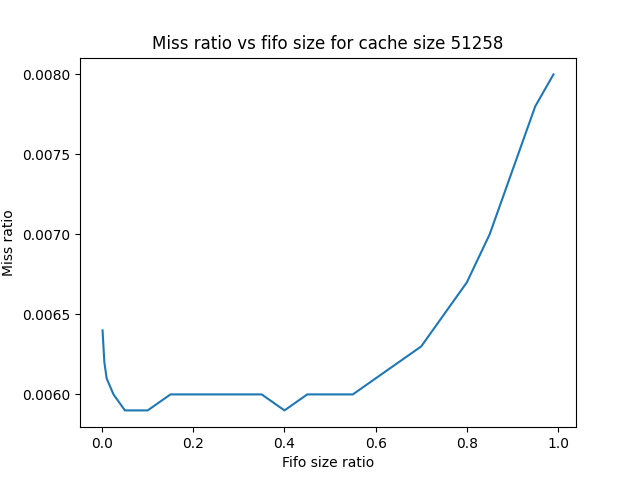 Miss ratio vs fifo size for cache size 51258
0.0080
0.0075
0.0070
0.0065
0.0060
Miss ratio
0.0 0.2 0.4 0.6 0.8 1.0
Fifo size ratio